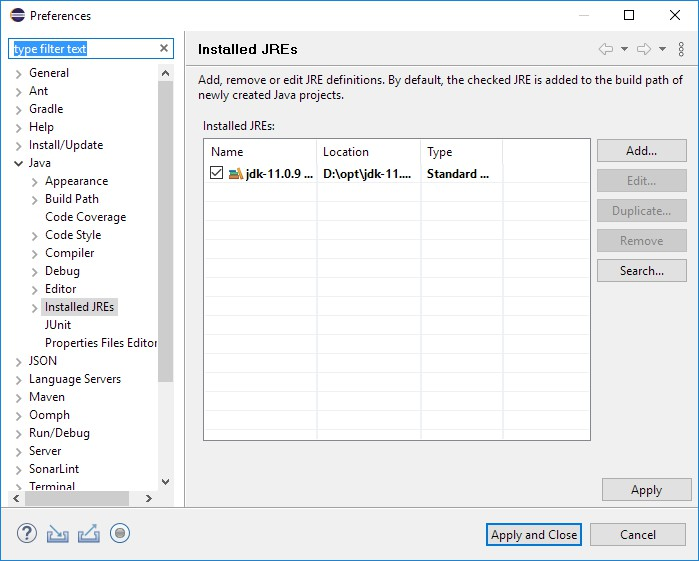 Preferences
type filter text
General
Ant
Gradle
Help
Install/Update
Java
Appearance
Build Path
Code Coverage
Code Style
Compiler
Debug
Editor
Installed JREs
JUnit
Properties Files Editor
JSON
Language Servers
Maven
Oomph
Run/Debug
Server
SonarLint
Terminal
Installed JREs
Add, remove or edit JRE definitions. By default, the checked JRE is added to the build path of
newly created Java projects.
Installed JREs:
Name Location Type
jdk-11.0.9 ... D:\opt\jdk-11.... Standard ...
Add...
Edit...
Duplicate...
Remove
Search...
Apply
Apply and Close
Cancel